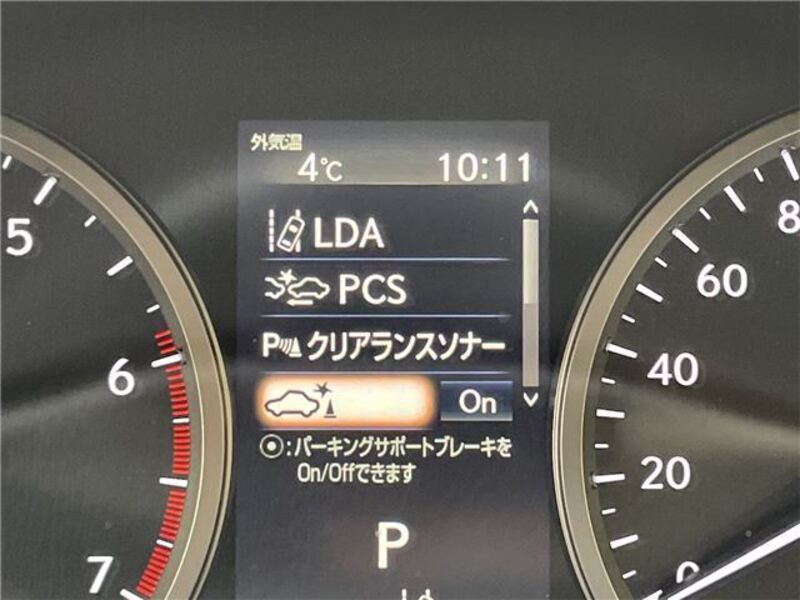 外気温
4℃ 10:11
LDA
PCS
P クリアランスソナー
On
⦿:パーキングサポートブレーキを
On/Offできます
P
5
6
7
8
60
40
20
0